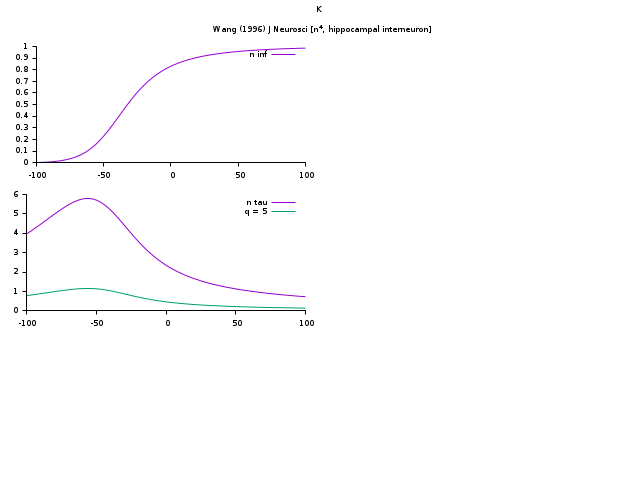 K
Wang (1996) J Neurosci [n⁴, hippocampal interneuron]
1
0.9
0.8
0.7
0.6
0.5
0.4
0.3
0.2
0.1
0
n inf
-100 -50 0 50 100
6
5
4
3
2
1
0
n tau
q = 5
-100 -50 0 50 100